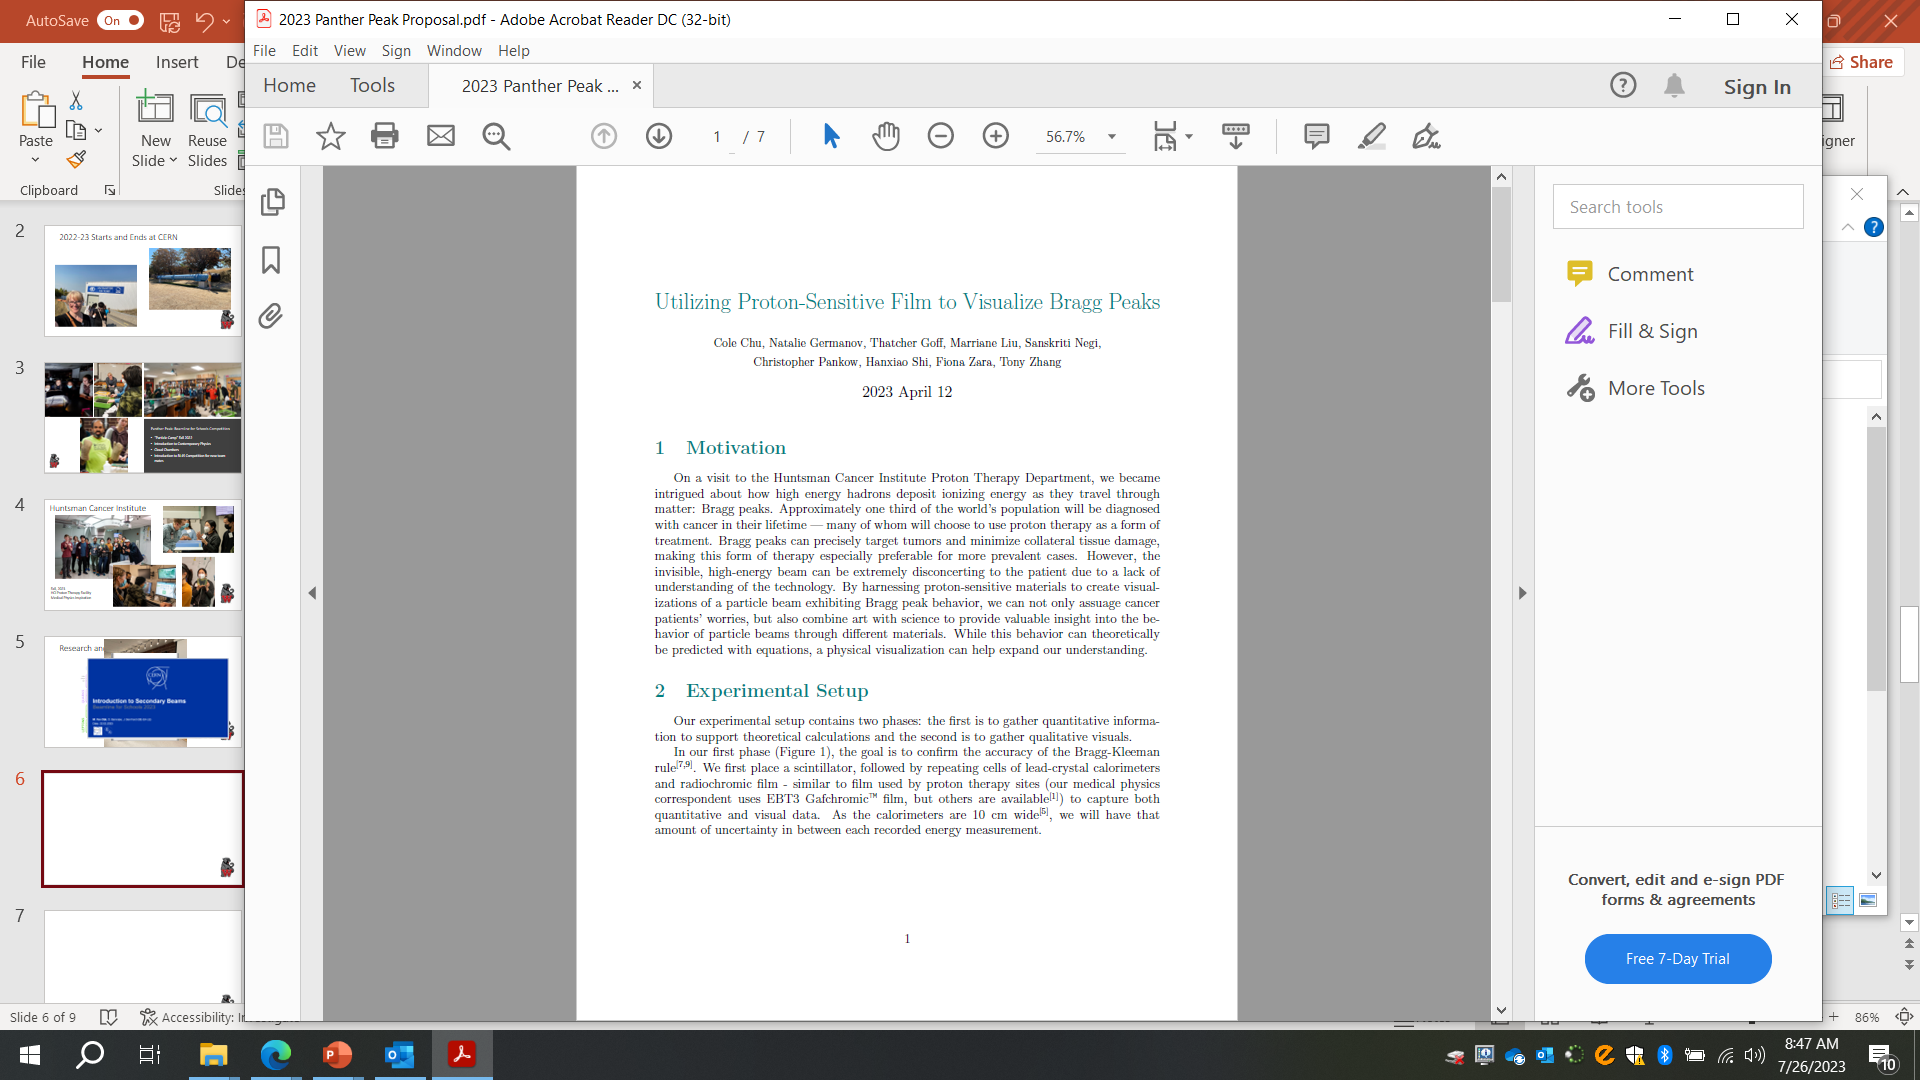 AutoSave On
2023 Panther Peak Proposal.pdf - Adobe Acrobat Reader DC (32-bit)
File Edit View Sign Window Help
File Home Insert De
Share
Home Tools 2023 Panther Peak ... Sign In
Paste
New Slide
Reuse Slides
igner
1 / 7
56.7%
Clipboard
Slides
Search tools
Comment
Fill & Sign
More Tools
Convert, edit and e-sign PDF
forms & agreements
Free 7-Day Trial
2
2022-23 Starts and Ends at CERN
3
4
Huntsman Cancer Institute
5
Research an
Introduction to Secondary Beams
6
7
Utilizing Proton-Sensitive Film to Visualize Bragg Peaks
Cole Chu, Natalie Germanov, Thatcher Goff, Marriane Liu, Sanskriti Negi,
Christopher Pankow, Hanxiao Shi, Fiona Zara, Tony Zhang
2023 April 12
1 Motivation
On a visit to the Huntsman Cancer Institute Proton Therapy Department, we became
intrigued about how high energy hadrons deposit ionizing energy as they travel through
matter: Bragg peaks. Approximately one third of the world's population will be diagnosed
with cancer in their lifetime — many of whom will choose to use proton therapy as a form of
treatment. Bragg peaks can precisely target tumors and minimize collateral tissue damage,
making this form of therapy especially preferable for more prevalent cases. However, the
invisible, high-energy beam can be extremely disconcerting to the patient due to a lack of
understanding of the technology. By harnessing proton-sensitive materials to create visual-
izations of a particle beam exhibiting Bragg peak behavior, we can not only assuage cancer
patients' worries, but also combine art with science to provide valuable insight into the be-
havior of particle beams through different materials. While this behavior can theoretically
be predicted with equations, a physical visualization can help expand our understanding.
2 Experimental Setup
Our experimental setup contains two phases: the first is to gather quantitative informa-
tion to support theoretical calculations and the second is to gather qualitative visuals.
In our first phase (Figure 1), the goal is to confirm the accuracy of the Bragg-Kleeman
rule[7,9]. We first place a scintillator, followed by repeating cells of lead-crystal calorimeters
and radiochromic film - similar to film used by proton therapy sites (our medical physics
correspondent uses EBT3 Gafchromic™ film, but others are available[1]) to capture both
quantitative and visual data. As the calorimeters are 10 cm wide[5], we will have that
amount of uncertainty in between each recorded energy measurement.
1
Slide 6 of 9
Accessibility:
86%
8:47 AM
7/26/2023
10